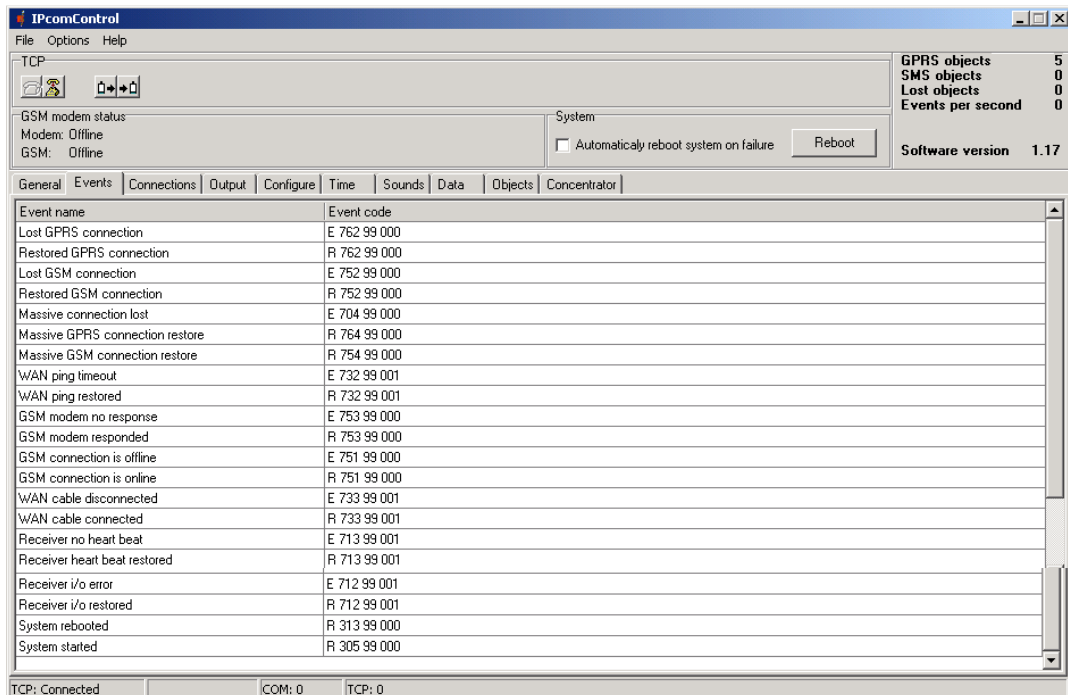 IPcomControl
File Options Help
TCP
GPRS objects 5
SMS objects 0
Lost objects 0
Events per second 0
Software version 1.17
GSM modem status
Modem: Offline
GSM: Offline
System
Automaticaly reboot system on failure
Reboot
General Events Connections Output Configure Time Sounds Data Objects Concentrator
Event name Event code
Lost GPRS connection E 762 99 000
Restored GPRS connection R 762 99 000
Lost GSM connection E 752 99 000
Restored GSM connection R 752 99 000
Massive connection lost E 704 99 000
Massive GPRS connection restore R 764 99 000
Massive GSM connection restore R 754 99 000
WAN ping timeout E 732 99 001
WAN ping restored R 732 99 001
GSM modem no response E 753 99 000
GSM modem responded R 753 99 000
GSM connection is offline E 751 99 000
GSM connection is online R 751 99 000
WAN cable disconnected E 733 99 001
WAN cable connected R 733 99 001
Receiver no heart beat E 713 99 001
Receiver heart beat restored R 713 99 001
Receiver i/o error E 712 99 001
Receiver i/o restored R 712 99 001
System rebooted R 313 99 000
System started R 305 99 000
TCP: Connected COM: 0 TCP: 0